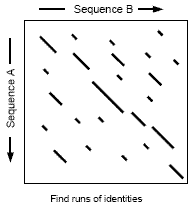 Sequence B
Sequence A
Find runs of identities